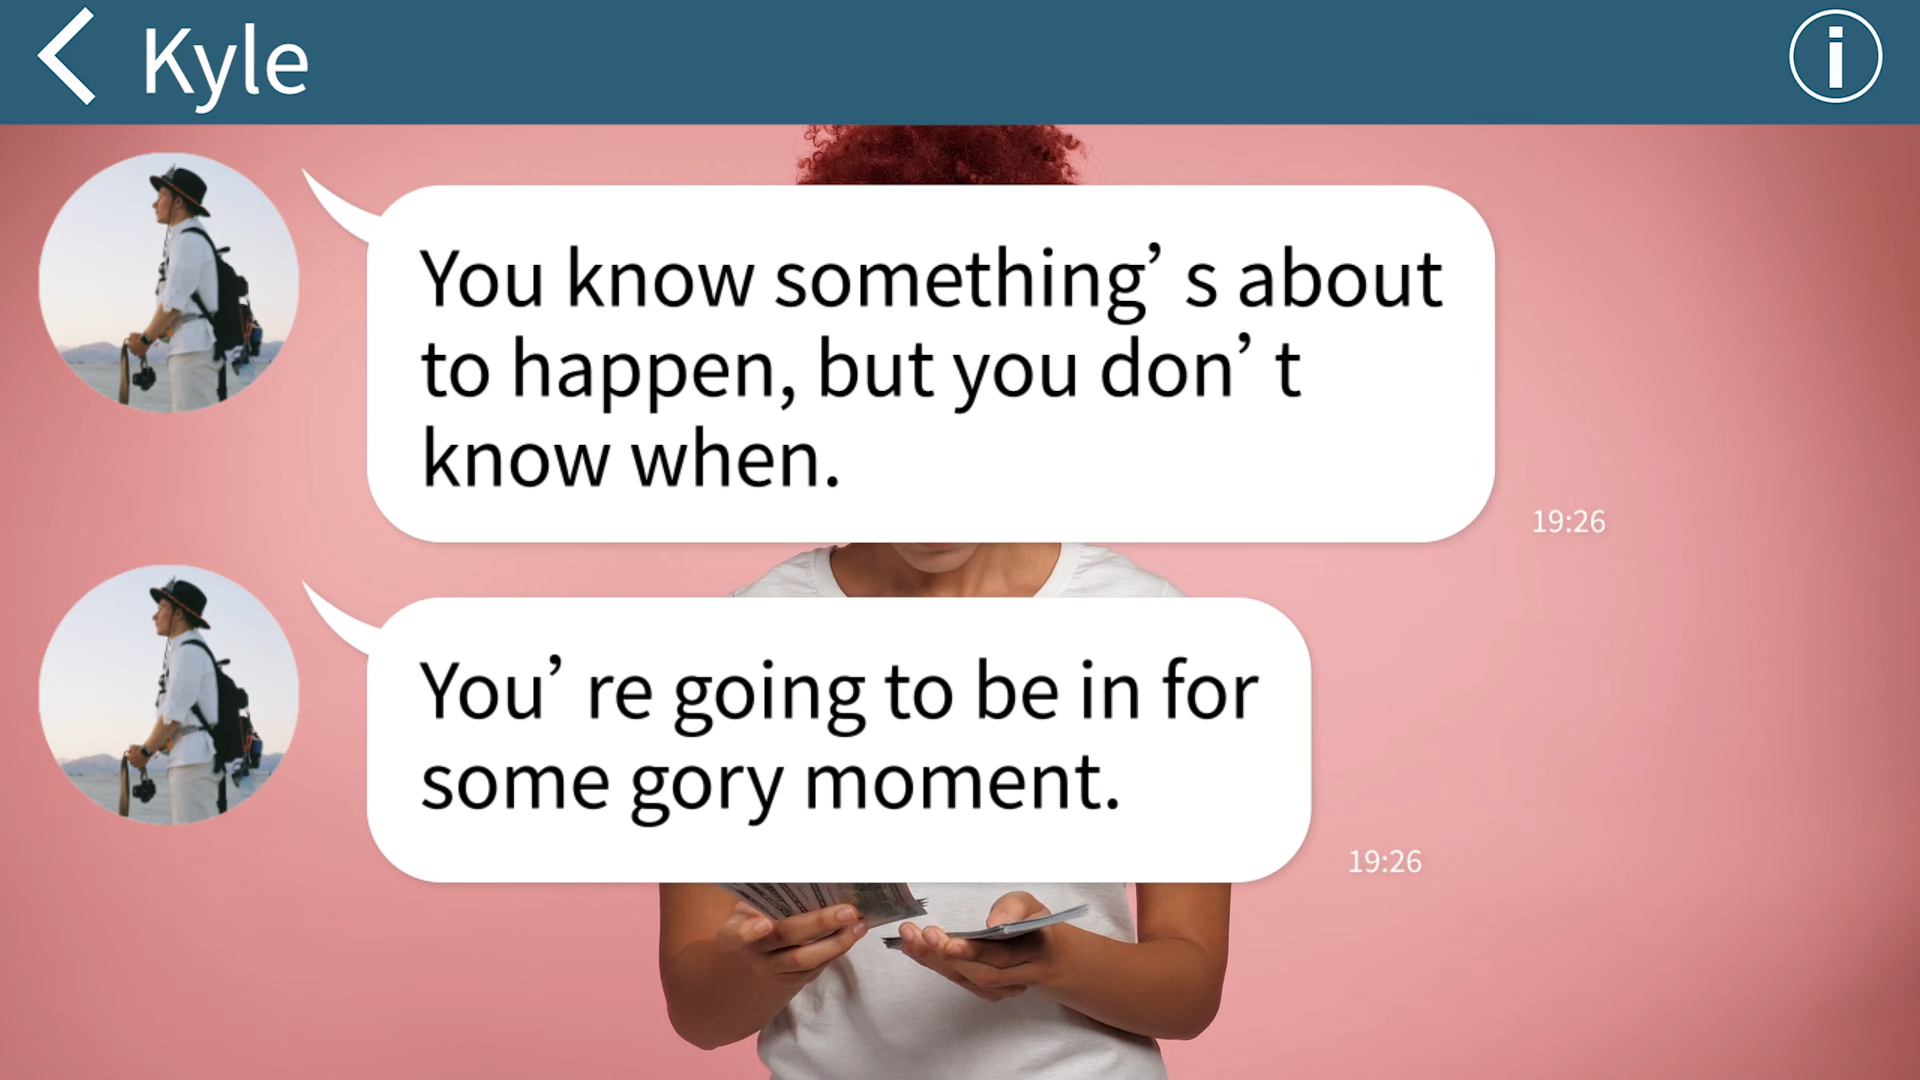 Kyle
You know something’ s about
to happen, but you don’ t
know when.
19:26
You’ re going to be in for
some gory moment.
19:26